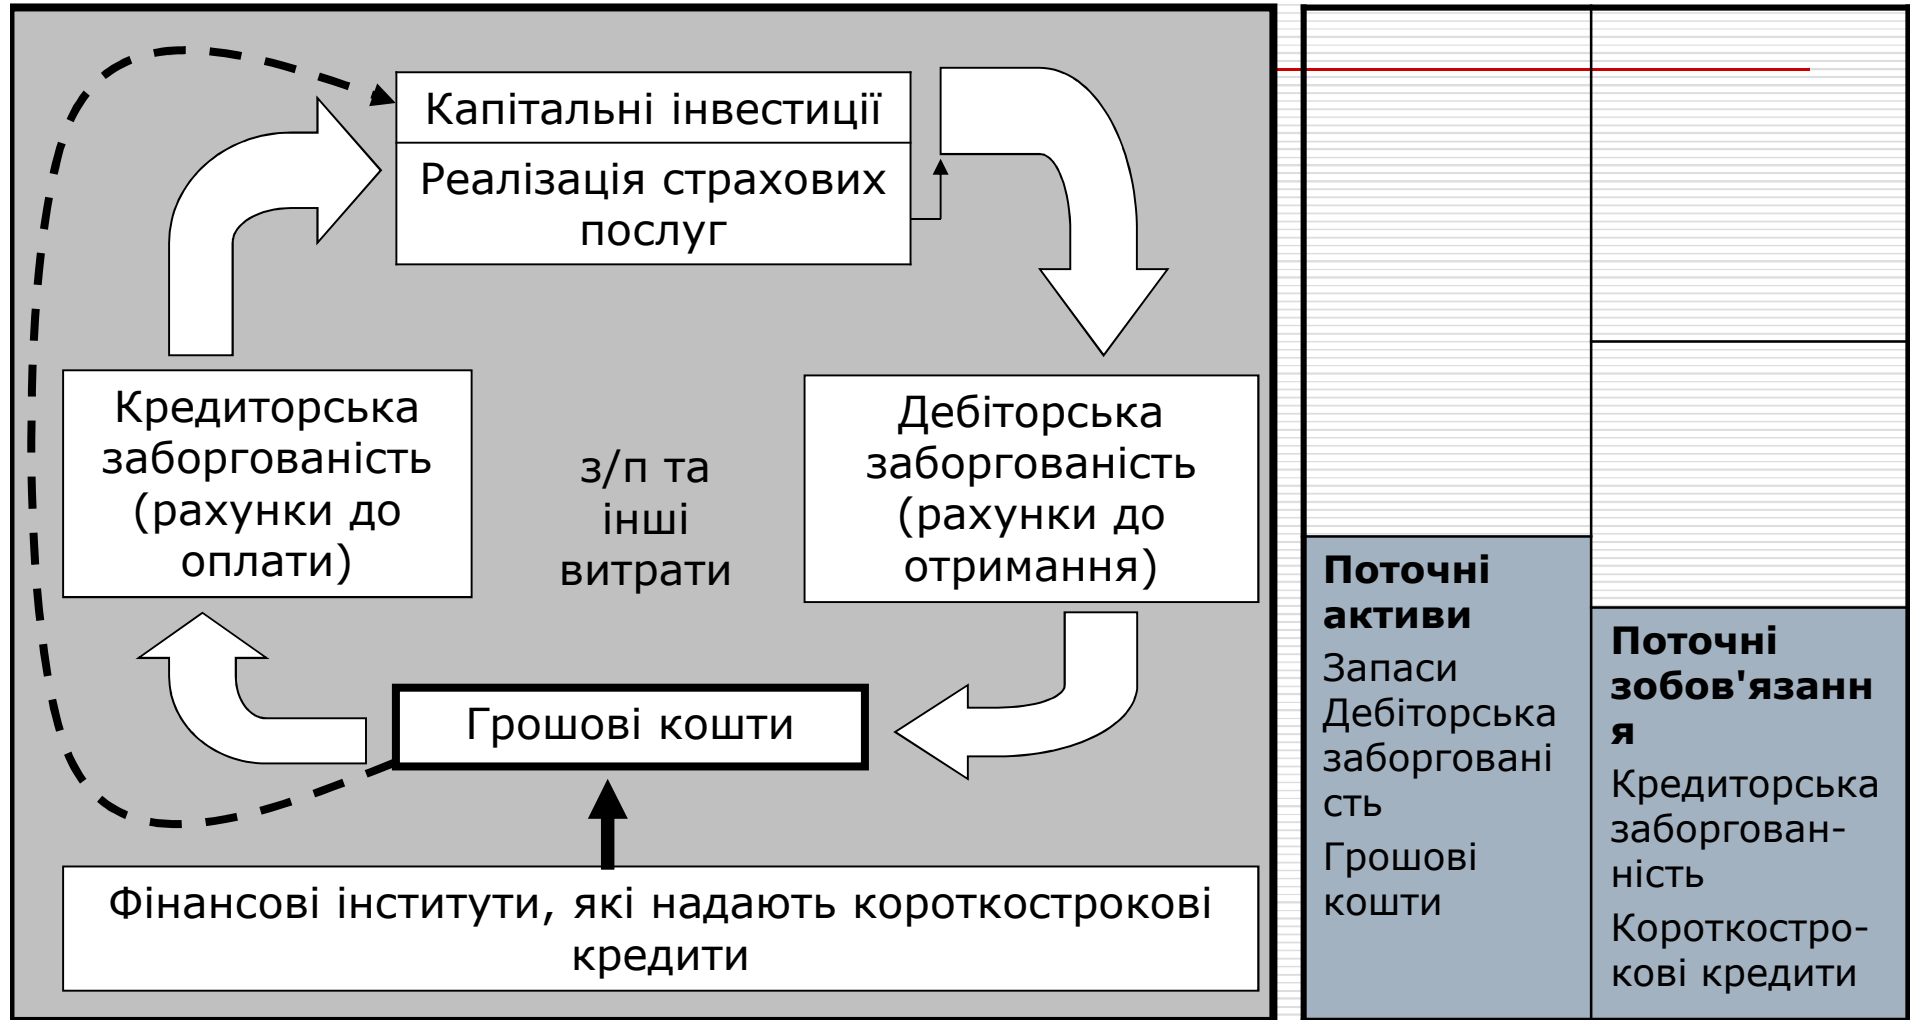 Капітальні інвестиції
Реалізація страхових
послуг
Кредиторська
заборгованість
(рахунки до
оплати)
з/п та
інші
витрати
Дебіторська
заборгованість
(рахунки до
отримання)
Грошові кошти
Фінансові інститути, які надають короткострокові
кредити
Поточні
активи
Запаси
Дебіторська
заборговані
сть
Грошові
кошти
Поточні
зобов'язанн
я
Кредиторська
заборгован-
ність
Короткостро-
кові кредити